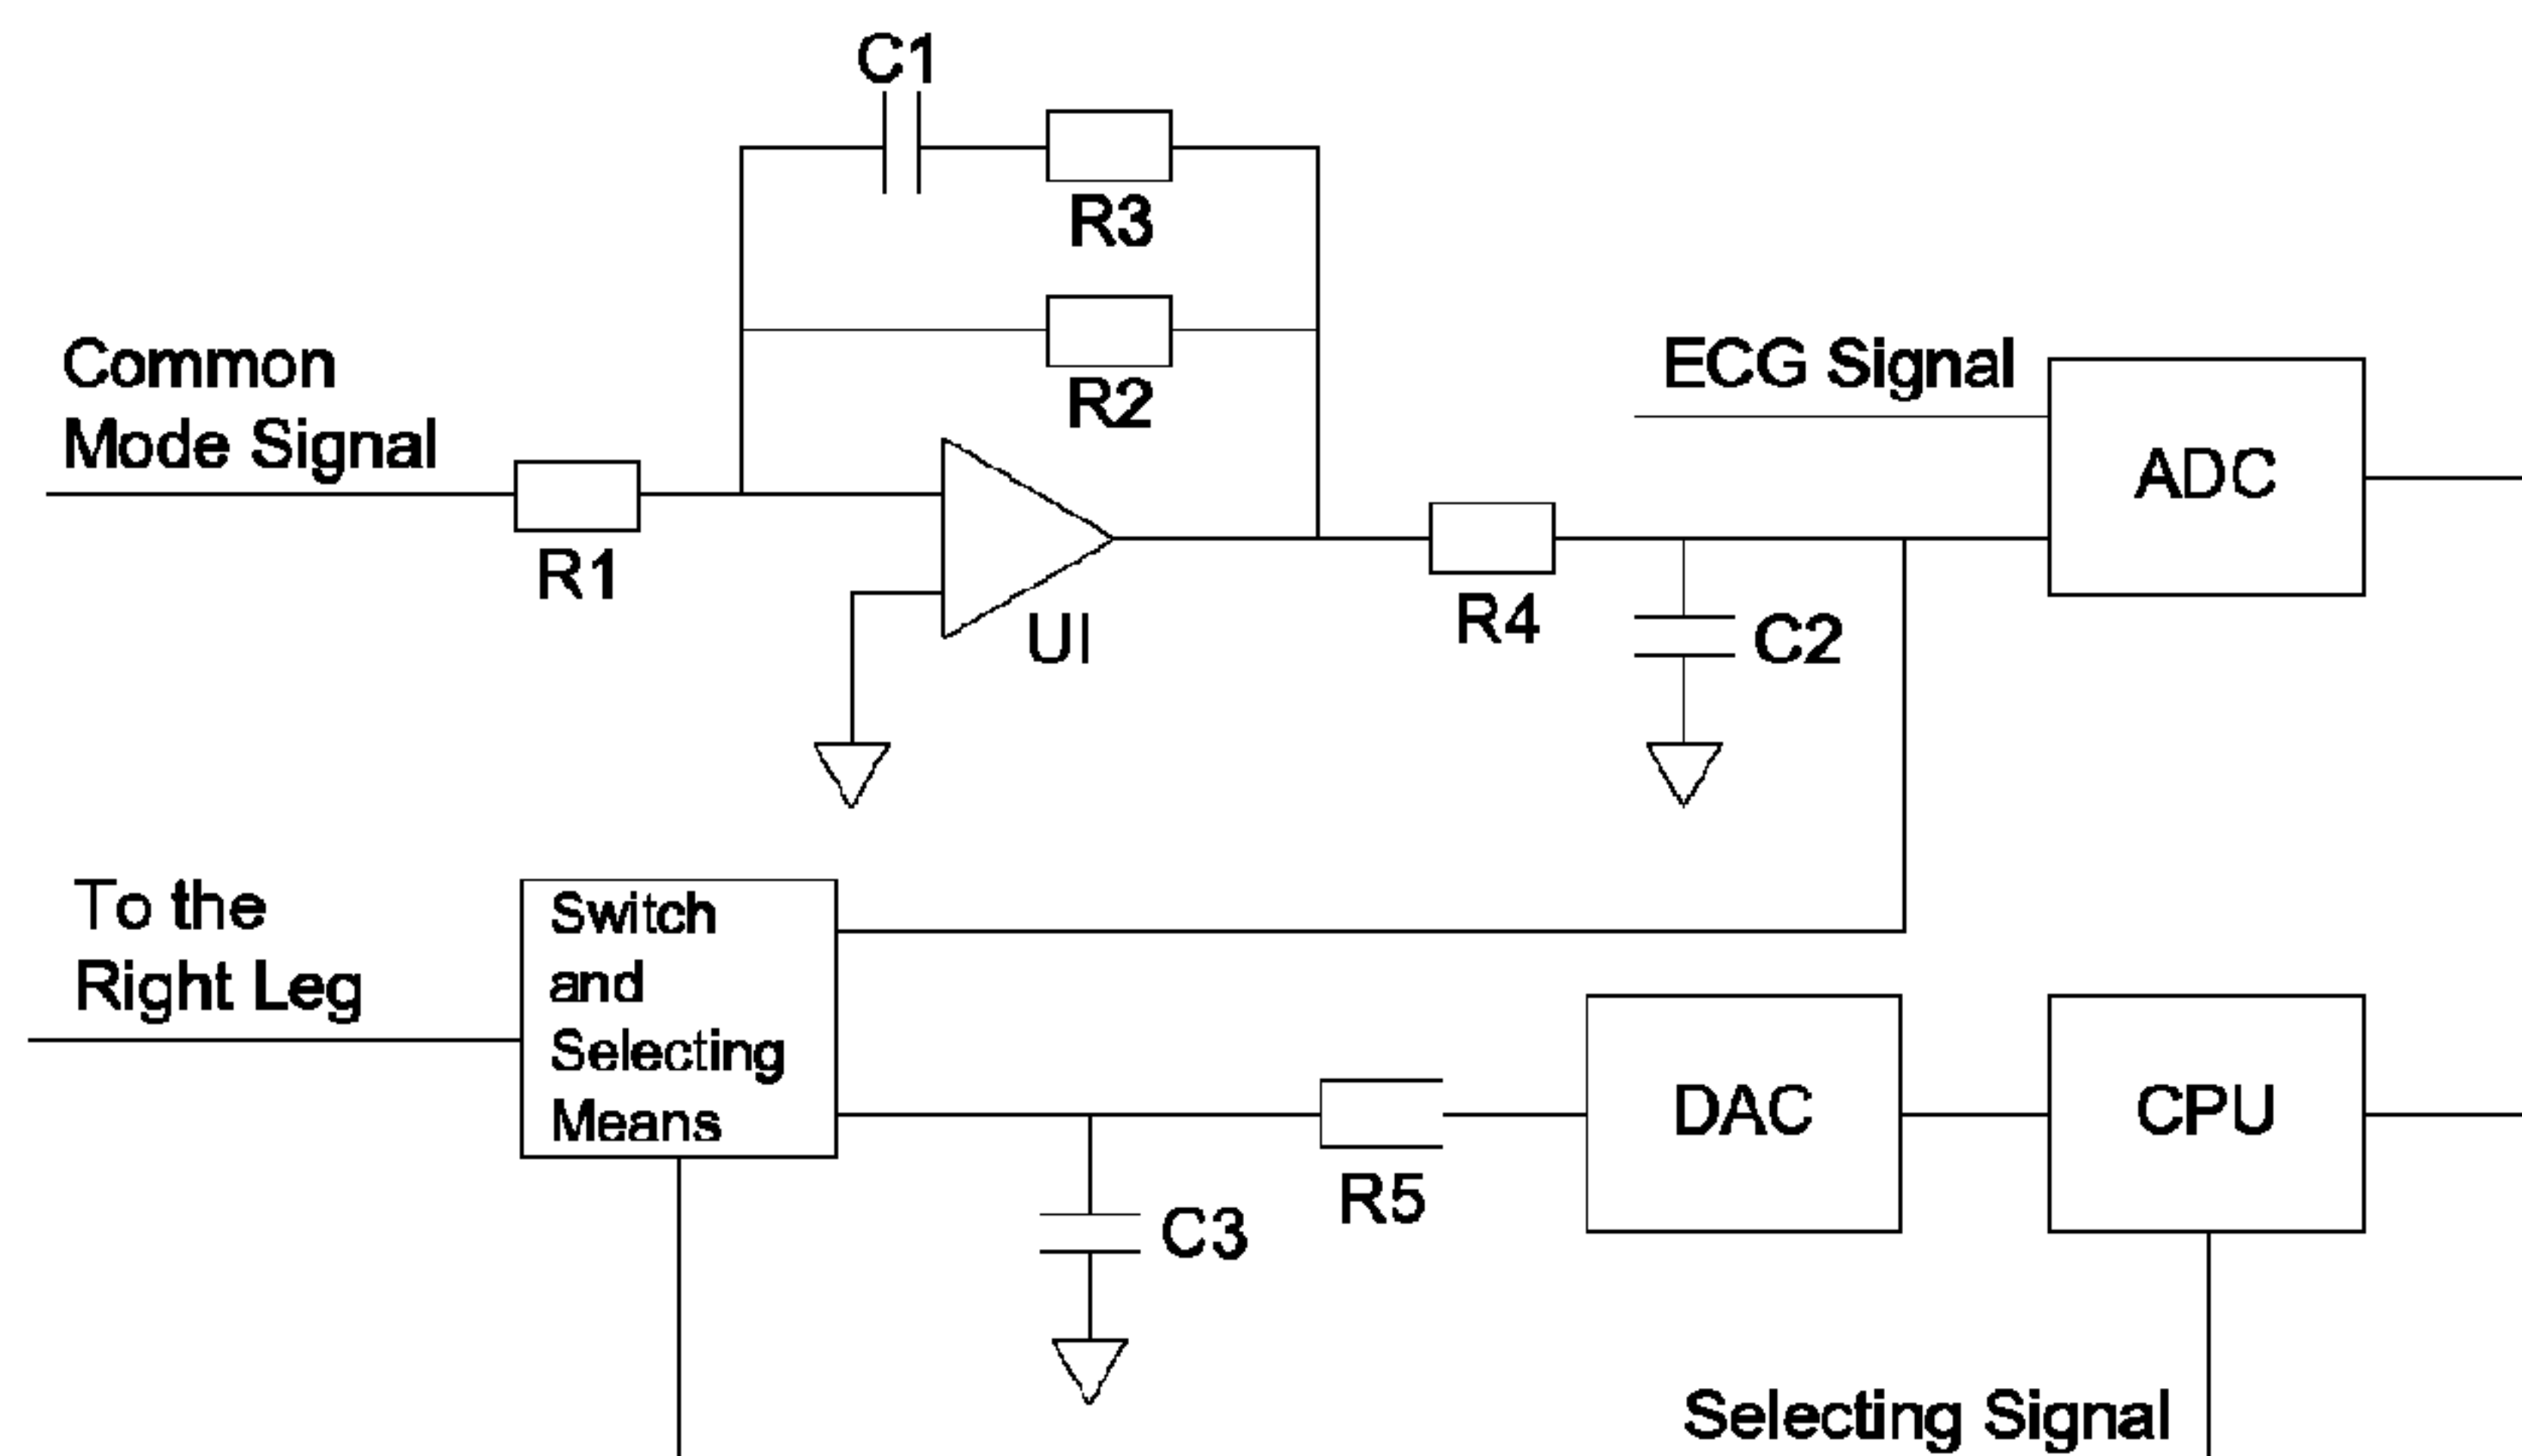 C1
R3
R2
Common
Mode Signal
R1
UI
R4
C2
ECG Signal
ADC
To the
Right Leg
Switch
and
Selecting
Means
C3
R5
DAC
CPU
Selecting Signal